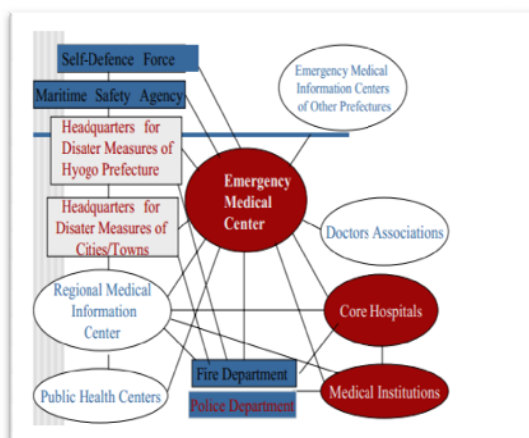 Self-Defence Force
Maritime Safety Agency
Headquarters for
Disater Measures of
Hyogo Prefecture
Headquarters for
Disater Measures of
Cities/Towns
Regional Medical
Information
Center
Public Health Centers
Emergency Medical
Information Centers
of Other Prefectures
Emergency
Medical
Center
Doctors Associations
Core Hospitals
Fire Department
Police Department
Medical Institutions